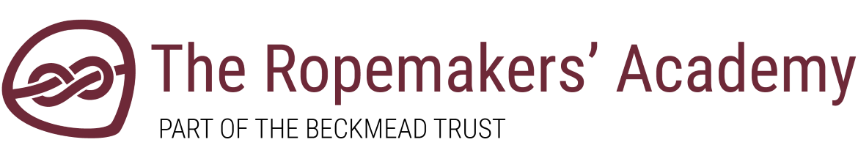 The Ropemakers’ Academy
PART OF THE BECKMEAD TRUST